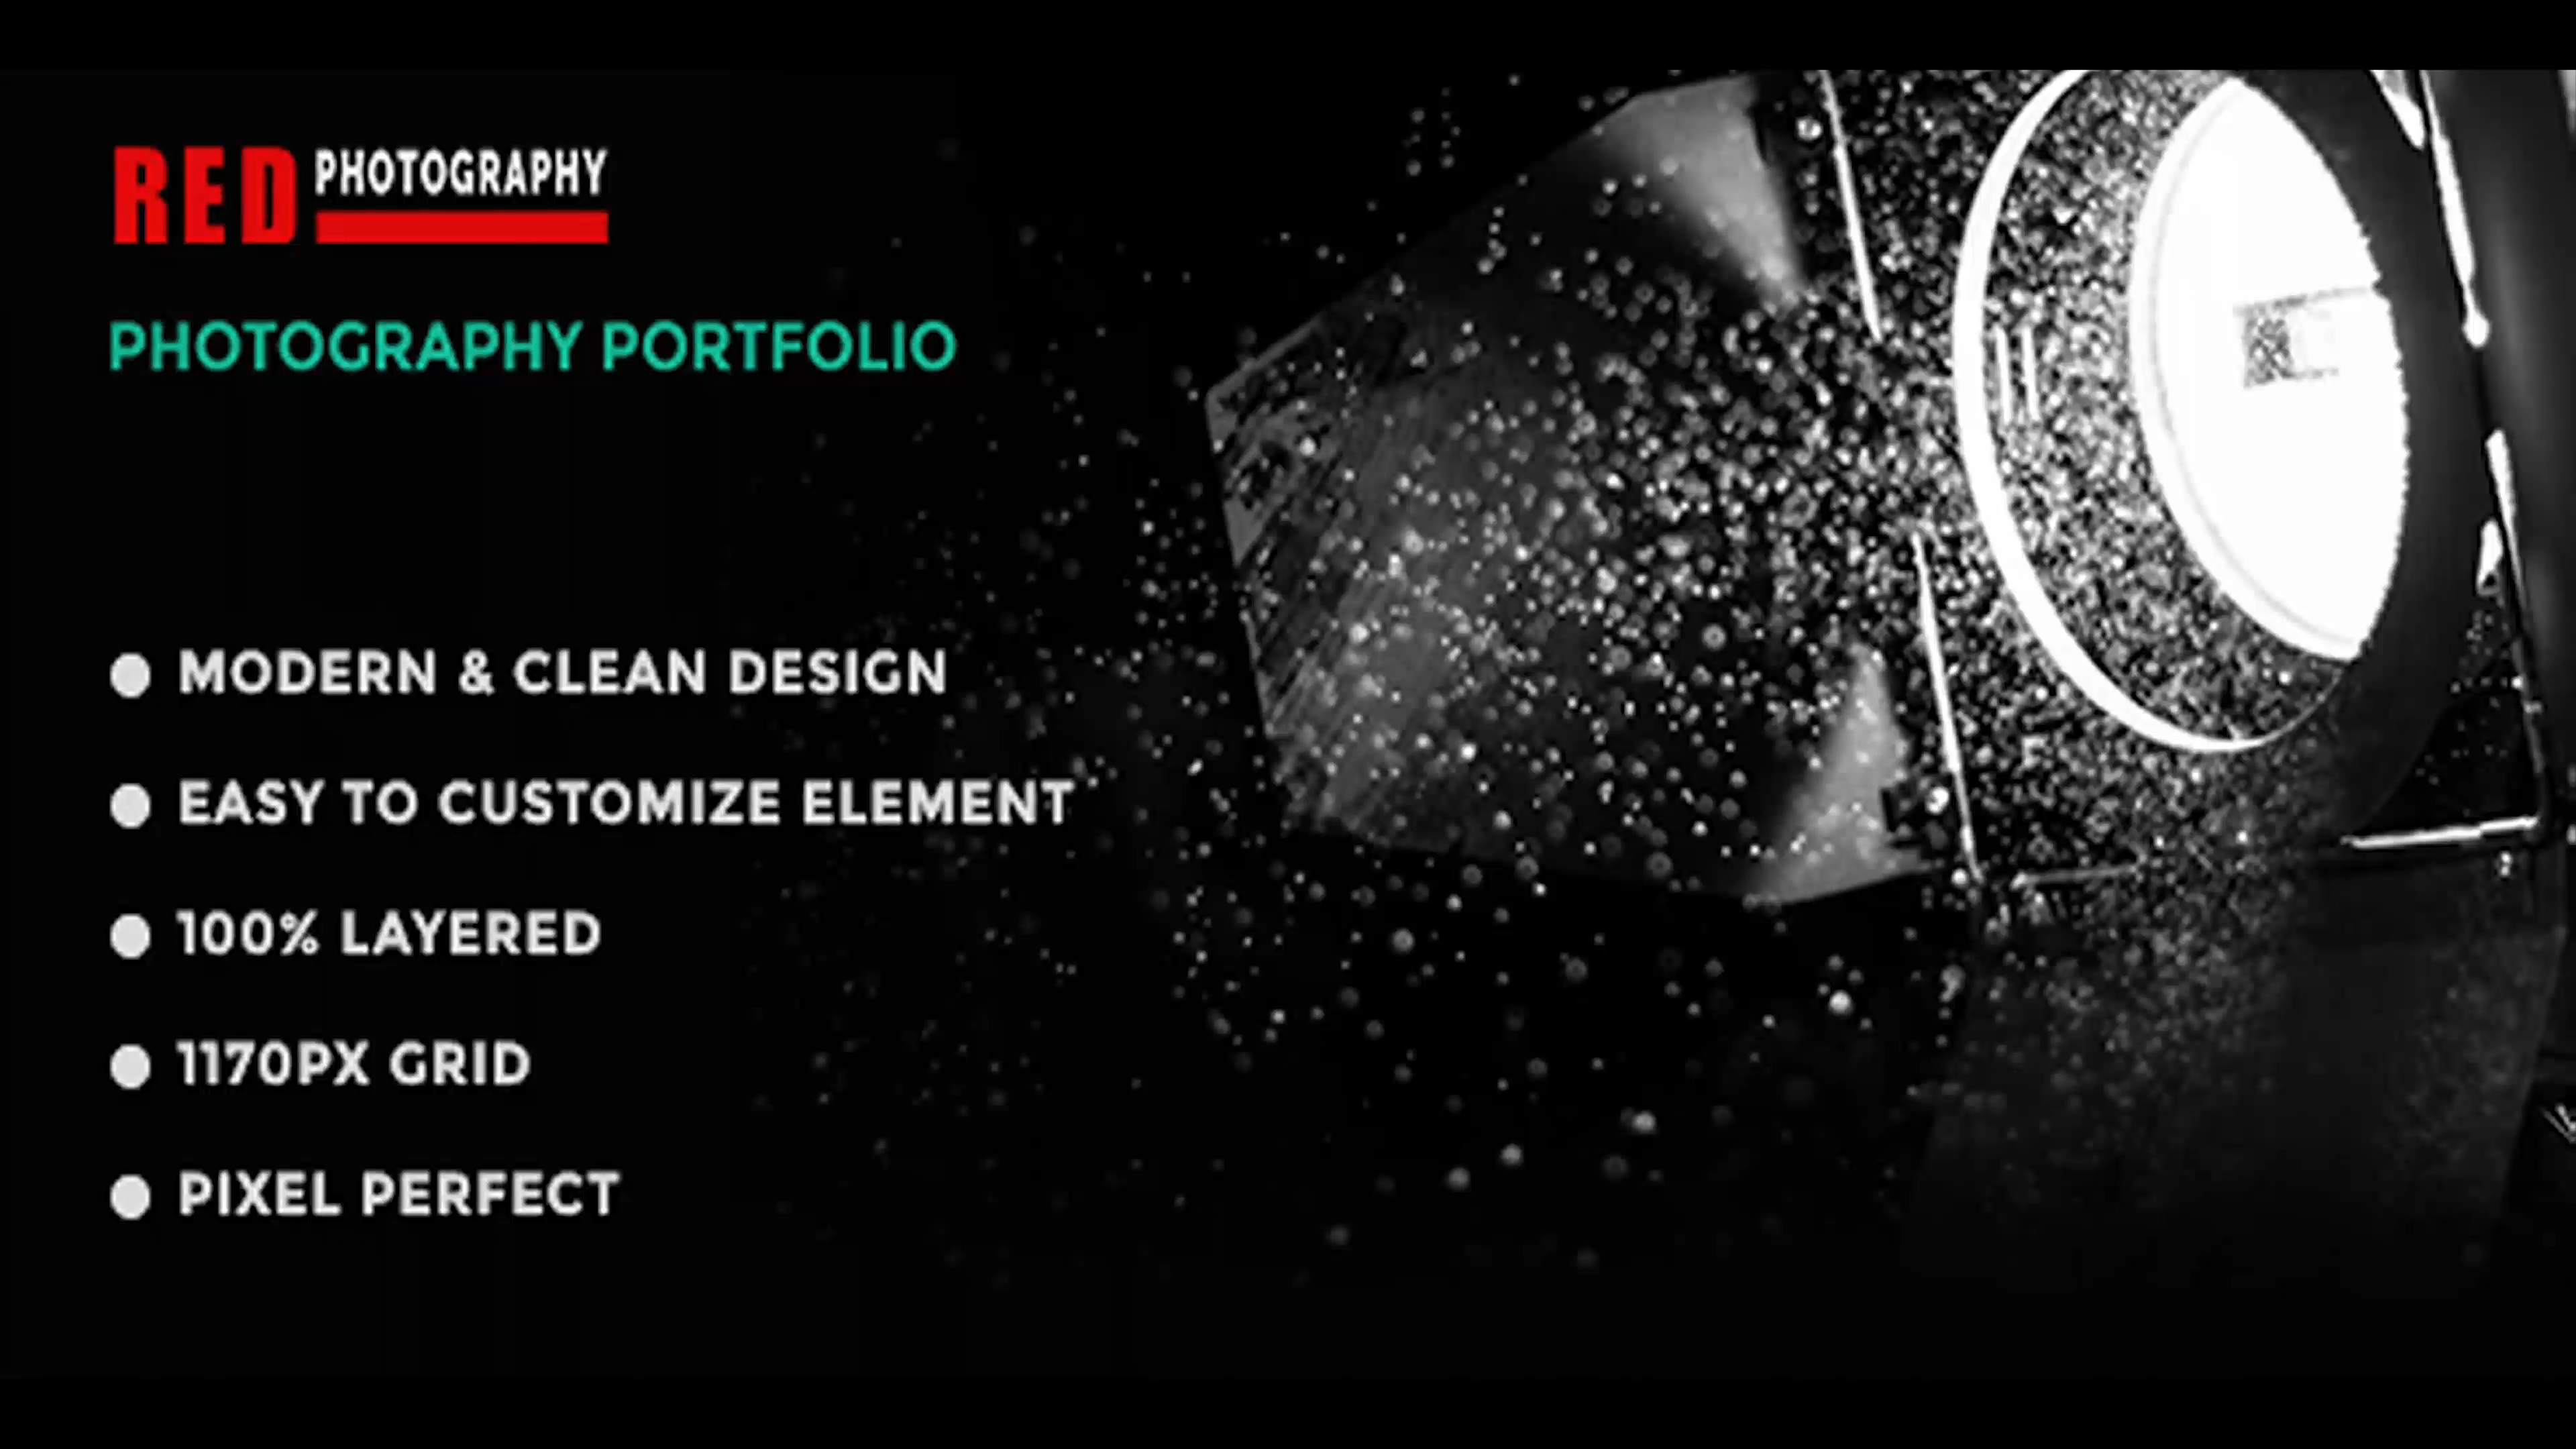 RED PHOTOGRAPHY
PHOTOGRAPHY PORTFOLIO
MODERN & CLEAN DESIGN
EASY TO CUSTOMIZE ELEMENT
100% LAYERED
1170PX GRID
PIXEL PERFECT